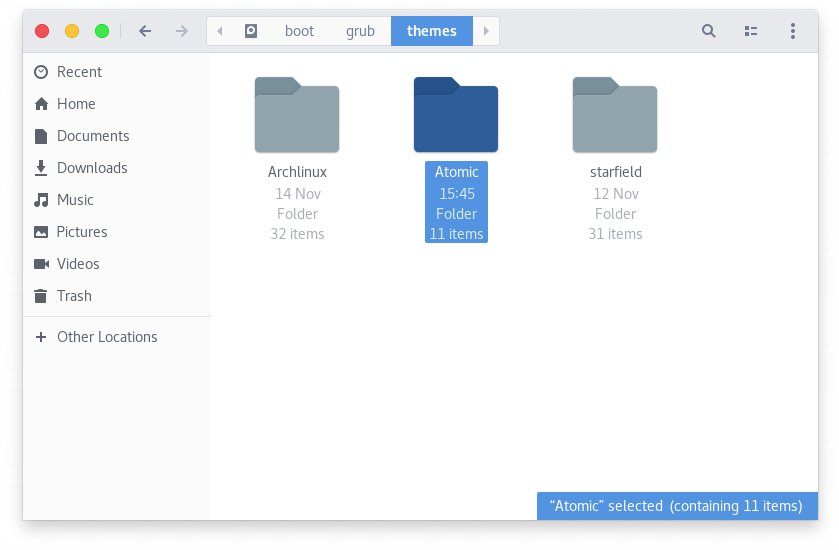 boot grub themes
Recent
Home
Documents
Downloads
Music
Pictures
Videos
Trash
Other Locations
Archlinux
14 Nov
Folder
32 items
Atomic
15:45
Folder
11 items
starfield
12 Nov
Folder
31 items
“Atomic” selected (containing 11 items)